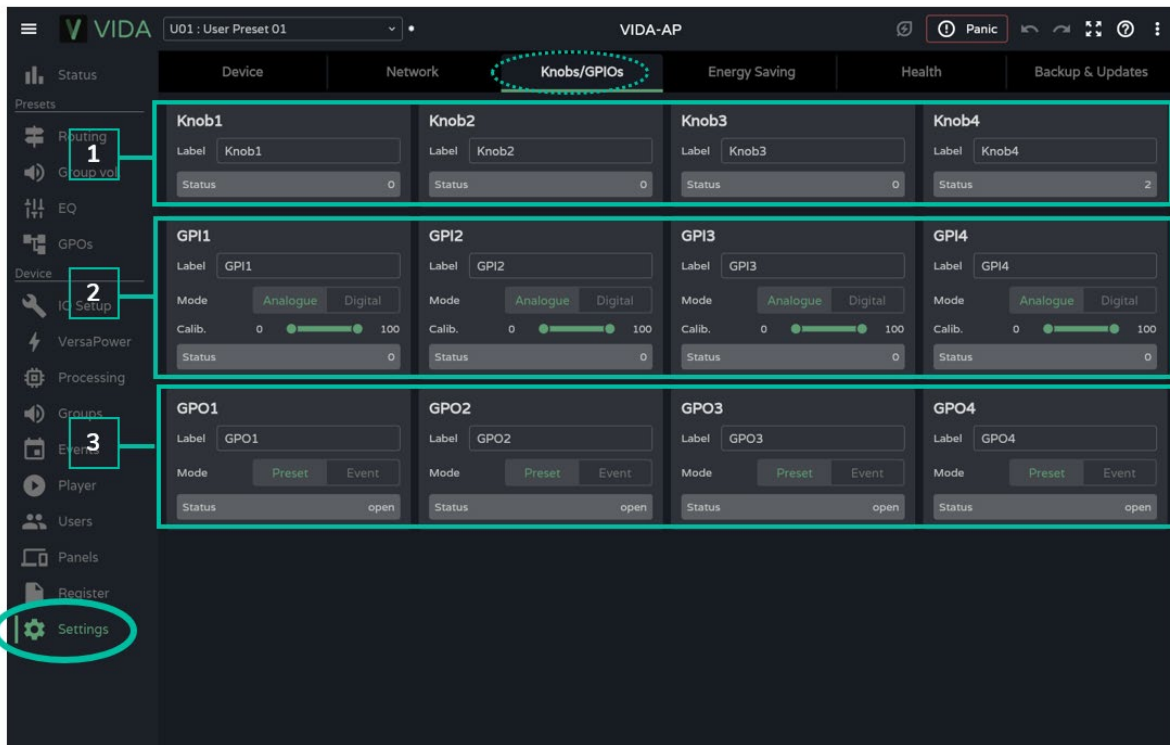 VIDA U01 : User Preset 01 VIDA-AP Panic
Status
Presets
Routing
Group vol
EQ
GPOs
Device
IO Setup
VersaPower
Processing
Groups
Events
Player
Users
Panels
Register
Settings
Device Network Knobs/GPIOs Energy Saving Health Backup & Updates
1
Knob1 Knob2 Knob3 Knob4
Label Knob1 Label Knob2 Label Knob3 Label Knob4
Status 0 Status 0 Status 0 Status 2
2
GPI1 GPI2 GPI3 GPI4
Label GPI1 Label GPI2 Label GPI3 Label GPI4
Mode Analogue Digital Mode Analogue Digital Mode Analogue Digital Mode Analogue Digital
Calib. 0 100 Calib. 0 100 Calib. 0 100 Calib. 0 100
Status 0 Status 0 Status 0 Status 0
3
GPO1 GPO2 GPO3 GPO4
Label GPO1 Label GPO2 Label GPO3 Label GPO4
Mode Preset Event Mode Preset Event Mode Preset Event Mode Preset Event
Status open Status open Status open Status open